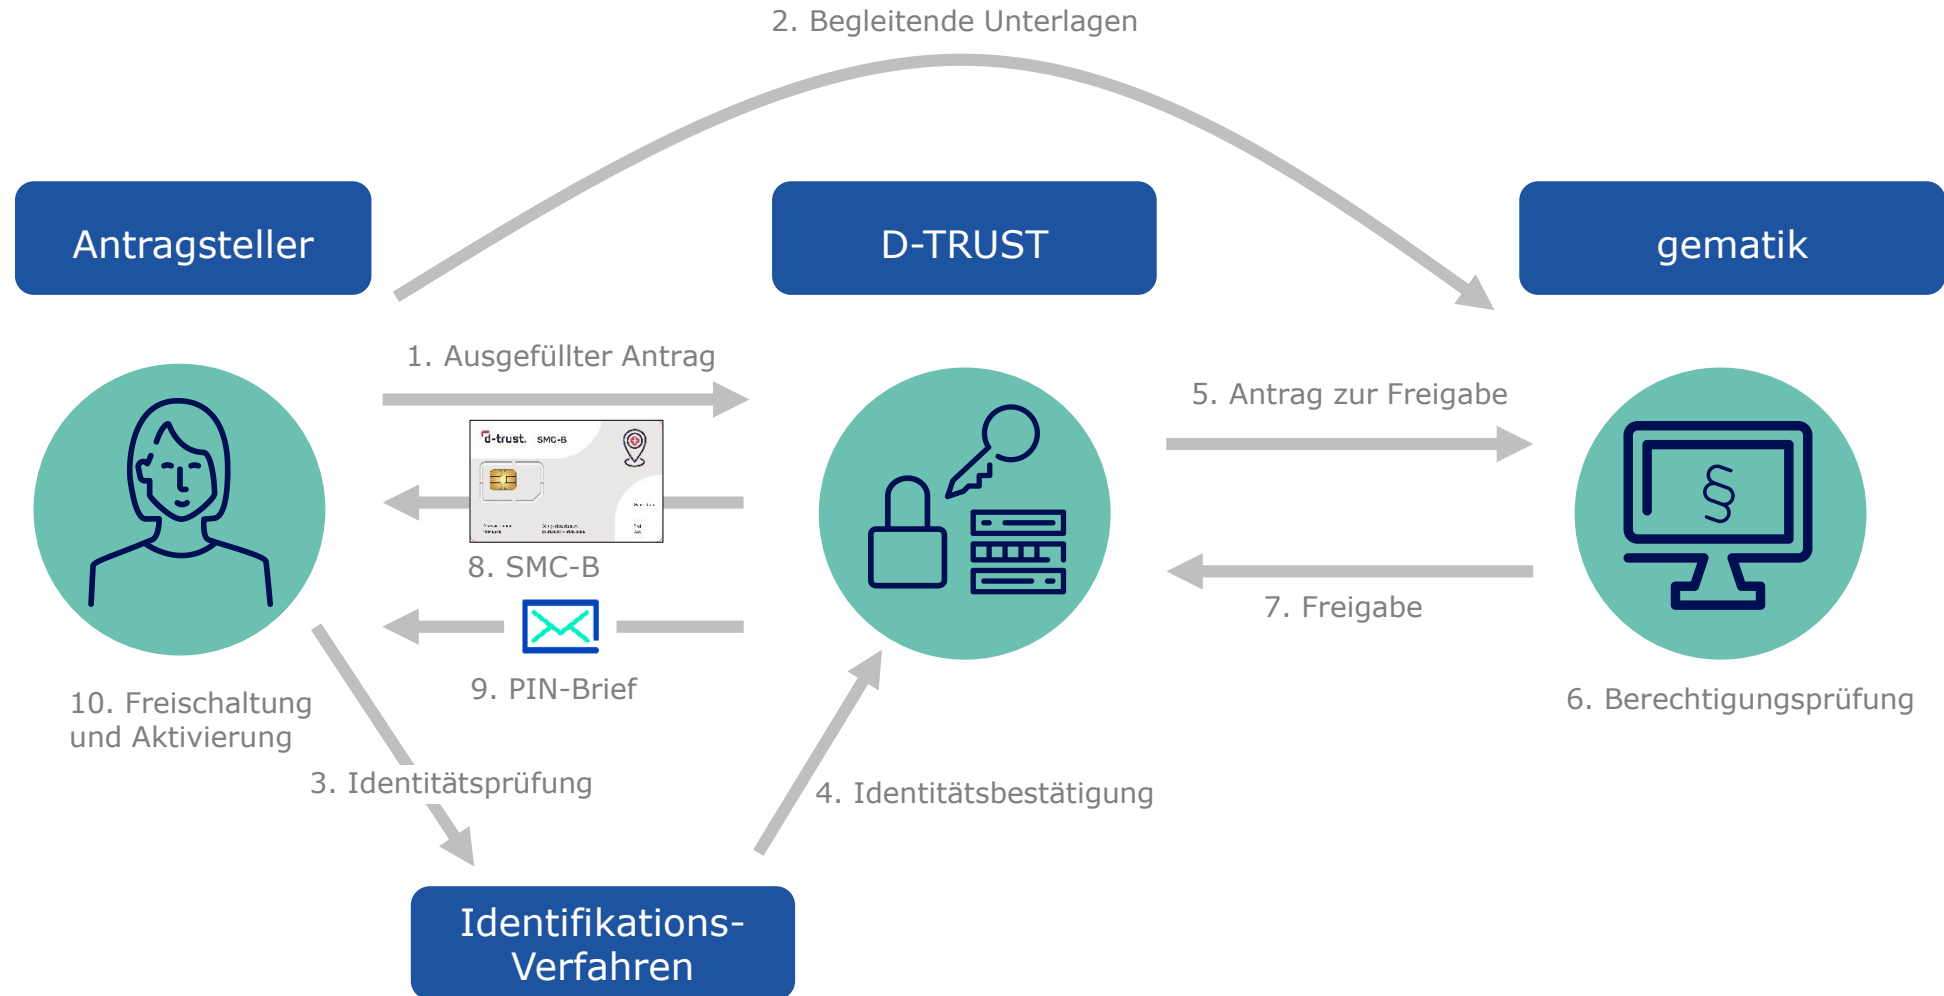 2. Begleitende Unterlagen
Antragsteller
D-TRUST
gematik
1. Ausgefüllter Antrag
5. Antrag zur Freigabe
d-trust. SMC-B
§
8. SMC-B
7. Freigabe
9. PIN-Brief
10. Freischaltung
und Aktivierung
6. Berechtigungsprüfung
3. Identitätsprüfung
4. Identitätsbestätigung
Identifikations-
Verfahren